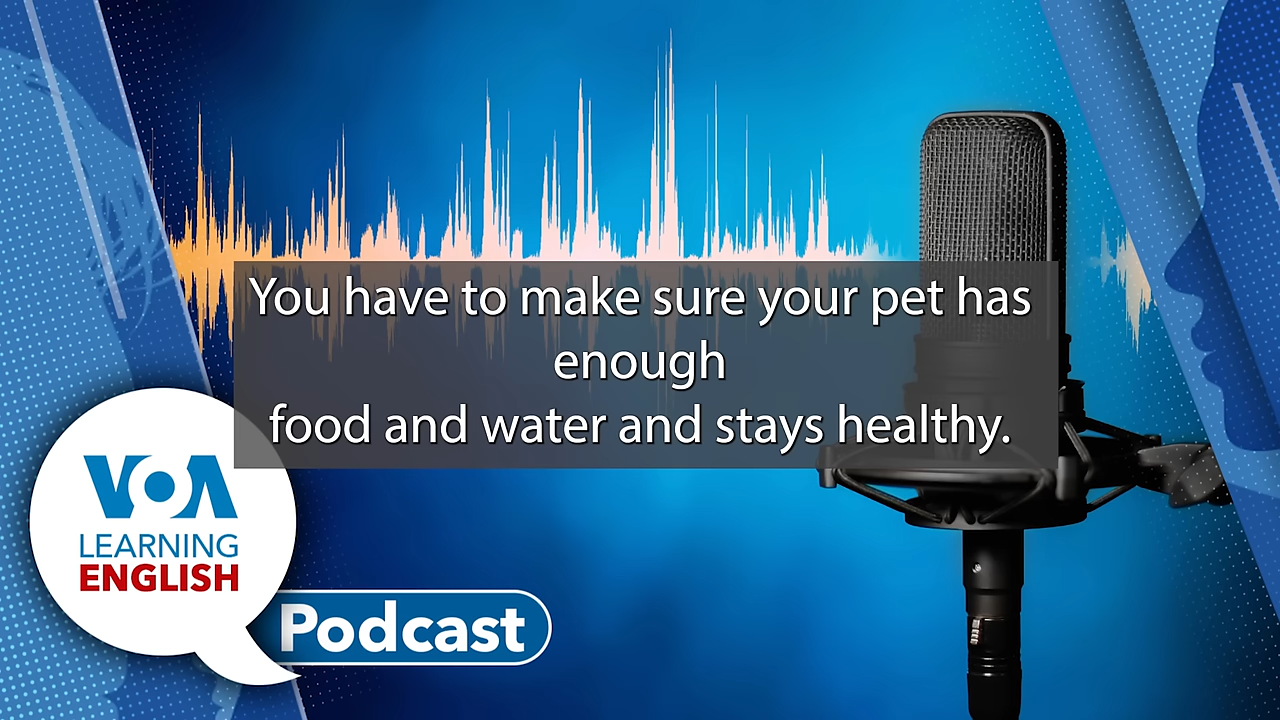 You have to make sure your pet has
enough
food and water and stays healthy.
VOA
LEARNING
ENGLISH
Podcast